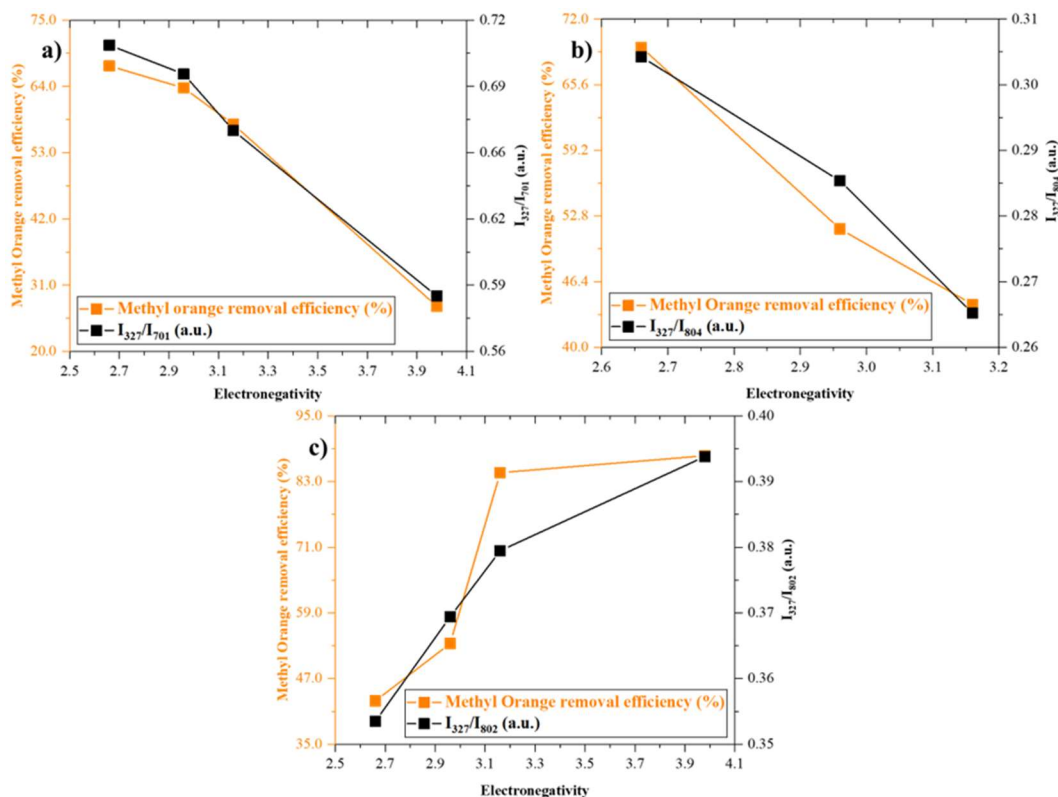 a)
Methyl Orange removal efficiency (%)
75.0
64.0
53.0
42.0
31.0
20.0
0.72
0.69
0.66
0.62
0.59
0.56
I₃₂₇/I₇₀₁ (a.u.)
Methyl orange removal efficiency (%)
I₃₂₇/I₇₀₁ (a.u.)
2.5 2.7 2.9 3.1 3.3 3.5 3.7 3.9 4.1
Electronegativity
b)
Methyl Orange removal efficiency (%)
72.0
65.6
59.2
52.8
46.4
40.0
0.31
0.30
0.29
0.28
0.27
0.26
I₃₂₇/I₈₀₄ (a.u.)
Methyl Orange removal efficiency (%)
I₃₂₇/I₈₀₄ (a.u.)
2.6 2.7 2.8 2.9 3.0 3.1 3.2
Electronegativity
c)
Methyl Orange removal efficiency (%)
95.0
83.0
71.0
59.0
47.0
35.0
0.40
0.39
0.38
0.37
0.36
0.35
I₃₂₇/I₈₀₂ (a.u.)
Methyl Orange removal efficiency (%)
I₃₂₇/I₈₀₂ (a.u.)
2.5 2.7 2.9 3.1 3.3 3.5 3.7 3.9 4.1
Electronegativity